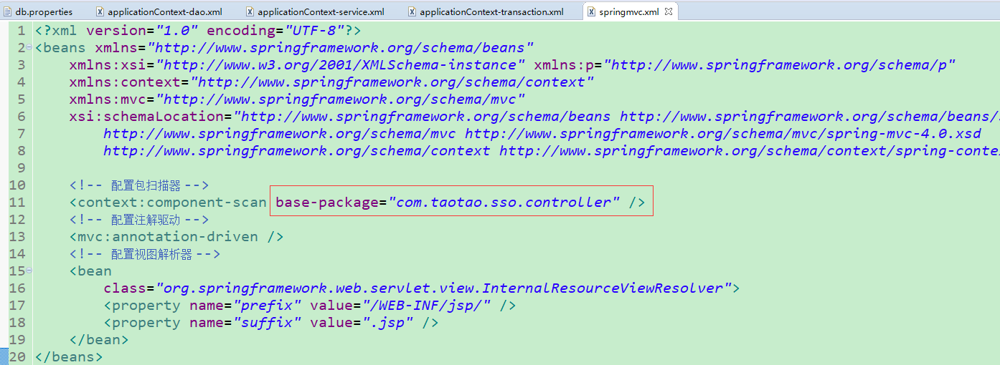 db.properties applicationContext-dao.xml applicationContext-service.xml applicationContext-transaction.xml springmvc.xml
1 <?xml version="1.0" encoding="UTF-8"?>
2 <beans xmlns="http://www.springframework.org/schema/beans"
3 xmlns:xsi="http://www.w3.org/2001/XMLSchema-instance" xmlns:p="http://www.springframework.org/schema/p"
4 xmlns:context="http://www.springframework.org/schema/context"
5 xmlns:mvc="http://www.springframework.org/schema/mvc"
6 xsi:schemaLocation="http://www.springframework.org/schema/beans http://www.springframework.org/schema/beans/
7 http://www.springframework.org/schema/mvc http://www.springframework.org/schema/mvc/spring-mvc-4.0.xsd
8 http://www.springframework.org/schema/context http://www.springframework.org/schema/context/spring-conte
9
10 <!-- 配置包扫描器 -->
11 <context:component-scan base-package="com.taotao.sso.controller" />
12 <!-- 配置注解驱动 -->
13 <mvc:annotation-driven />
14 <!-- 配置视图解析器 -->
15 <bean
16 class="org.springframework.web.servlet.view.InternalResourceViewResolver">
17 <property name="prefix" value="/WEB-INF/jsp/" />
18 <property name="suffix" value=".jsp" />
19 </bean>
20 </beans>